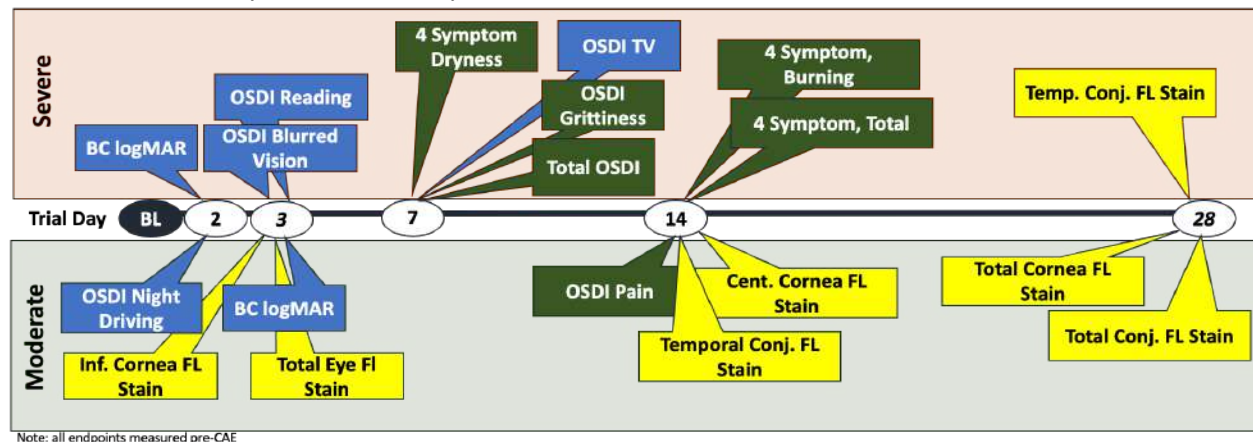 Severe
4 Symptom
Dryness
OSDI TV
4 Symptom,
Burning
OSDI Reading
OSDI
Grittiness
Temp. Conj. FL Stain
BC logMAR
OSDI Blurred
Vision
4 Symptom, Total
Total OSDI
Trial Day
BL
2
3
7
14
28
Moderate
OSDI Night
Driving
BC logMAR
OSDI Pain
Cent. Cornea FL
Stain
Total Cornea FL
Stain
Inf. Cornea FL
Stain
Total Eye Fl
Stain
Temporal Conj. FL
Stain
Total Conj. FL Stain
Note: all endpoints measured pre-CAE